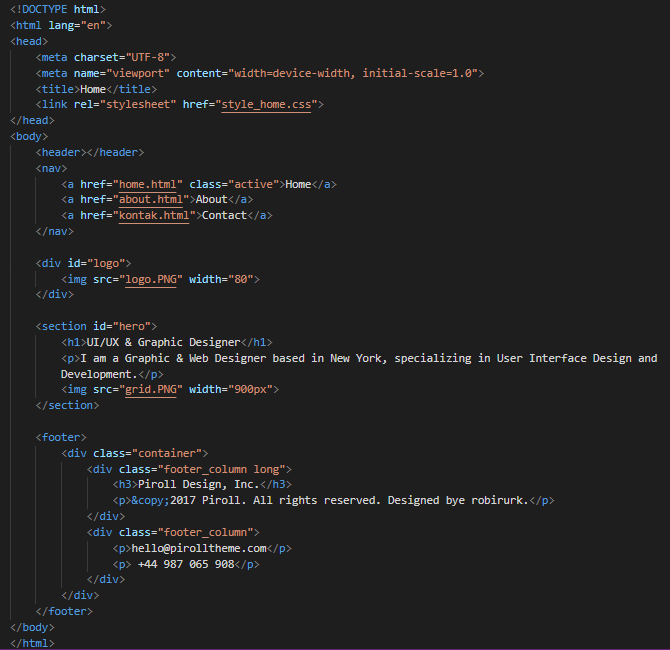 <!DOCTYPE html>
<html lang="en">
<head>
    <meta charset="UTF-8">
    <meta name="viewport" content="width=device-width, initial-scale=1.0">
    <title>Home</title>
    <link rel="stylesheet" href="style_home.css">
</head>
<body>
    <header></header>
    <nav>
        <a href="home.html" class="active">Home</a>
        <a href="about.html">About</a>
        <a href="kontak.html">Contact</a>
    </nav>

    <div id="logo">
        <img src="logo.PNG" width="80">
    </div>

    <section id="hero">
        <h1>UI/UX & Graphic Designer</h1>
        <p>I am a Graphic & Web Designer based in New York, specializing in User Interface Design and
        Development.</p>
        <img src="grid.PNG" width="900px">
    </section>

    <footer>
        <div class="container">
            <div class="footer_column long">
                <h3>Piroll Design, Inc.</h3>
                <p>&copy;2017 Piroll. All rights reserved. Designed bye robirurk.</p>
            </div>
            <div class="footer_column">
                <p>hello@pirolltheme.com</p>
                <p> +44 987 065 908</p>
            </div>
        </div>
    </footer>
</body>
</html>